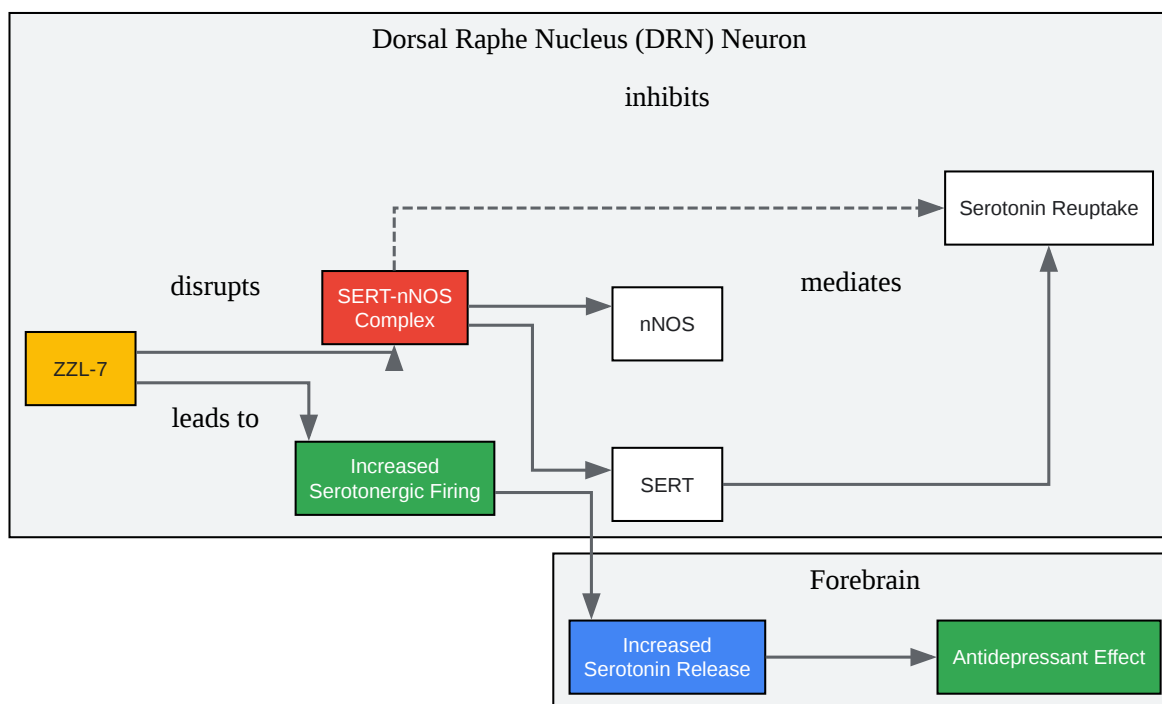 Dorsal Raphe Nucleus (DRN) Neuron
inhibits
Serotonin Reuptake
disrupts
SERT-nNOS
Complex
mediates
nNOS
ZZL-7
leads to
Increased
Serotonergic Firing
SERT
Forebrain
Increased
Serotonin Release
Antidepressant Effect